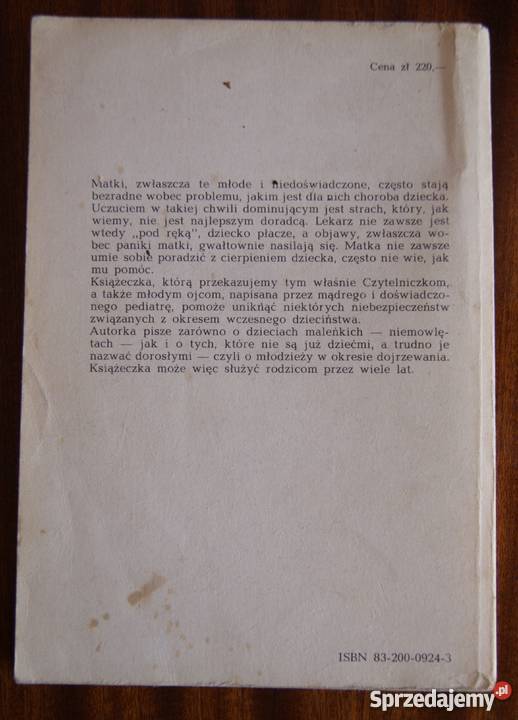 Cena zł 220,—
Matki, zwłaszcza te młode i niedoświadczone, często stają
bezradne wobec problemu, jakim jest dla nich choroba dziecka.
Uczuciem w takiej chwili dominującym jest strach, który, jak
wiemy, nie jest najlepszym doradcą. Lekarz nie zawsze jest
wtedy „pod ręką", dziecko płacze, a objawy, zwłaszcza wo-
bec paniki matki, gwałtownie nasilają się. Matka nie zawsze
umie sobie poradzić z cierpieniem dziecka, często nie wie, jak
mu pomóc.
Książeczka, którą przekazujemy tym właśnie Czytelniczkom,
a także młodym ojcom, napisana przez mądrego i doświadczo-
nego pediatrę, pomoże uniknąć niektórych niebezpieczeństw
związanych z okresem wczesnego dzieciństwa.
Autorka pisze zarówno o dzieciach maleńkich — niemowlę-
tach — jak i o tych, które nie są już dziećmi, a trudno je
nazwać dorosłymi — czyli o młodzieży w okresie dojrzewania.
Książeczka może więc służyć rodzicom przez wiele lat.
ISBN 83-200-0924-3
Sprzedajemy.pl